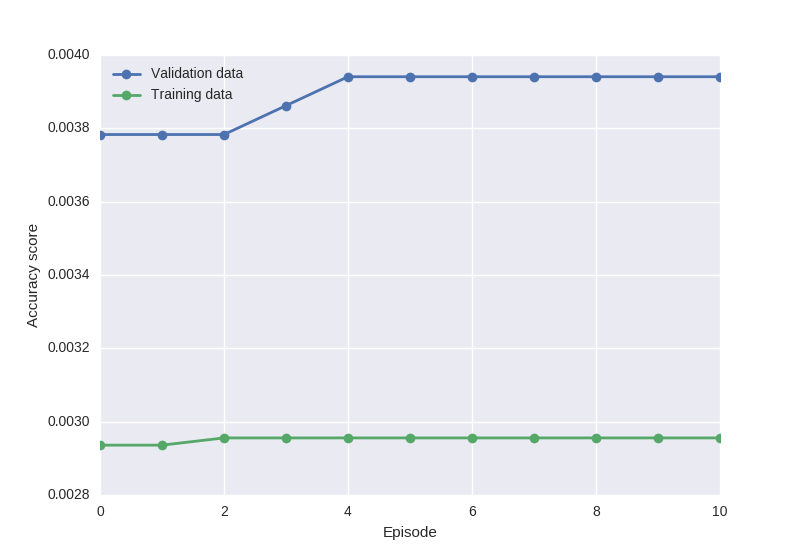 0.0040
Validation data
Training data
0.0038
0.0036
0.0034
0.0032
0.0030
0.0028
Accuracy score
0 2 4 6 8 10
Episode